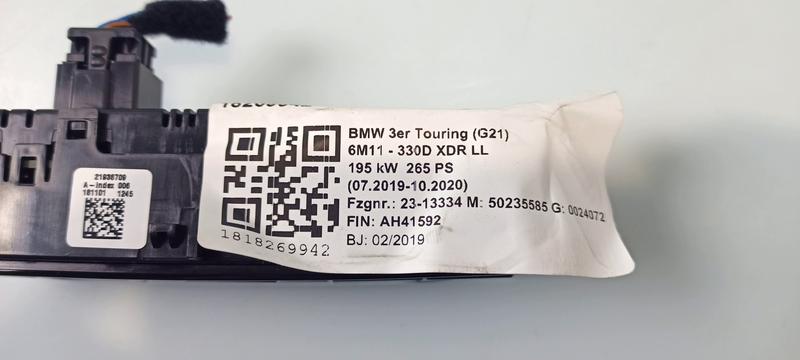 3
21936709
A-Index 006
181101 1245
BMW 3er Touring (G21)
6M11 - 330D XDR LL
195 kW 265 PS
(07.2019-10.2020)
Fzgnr.: 23-13334 M: 50235585 G: 0024072
FIN: AH41592
BJ: 02/2019
1818269942